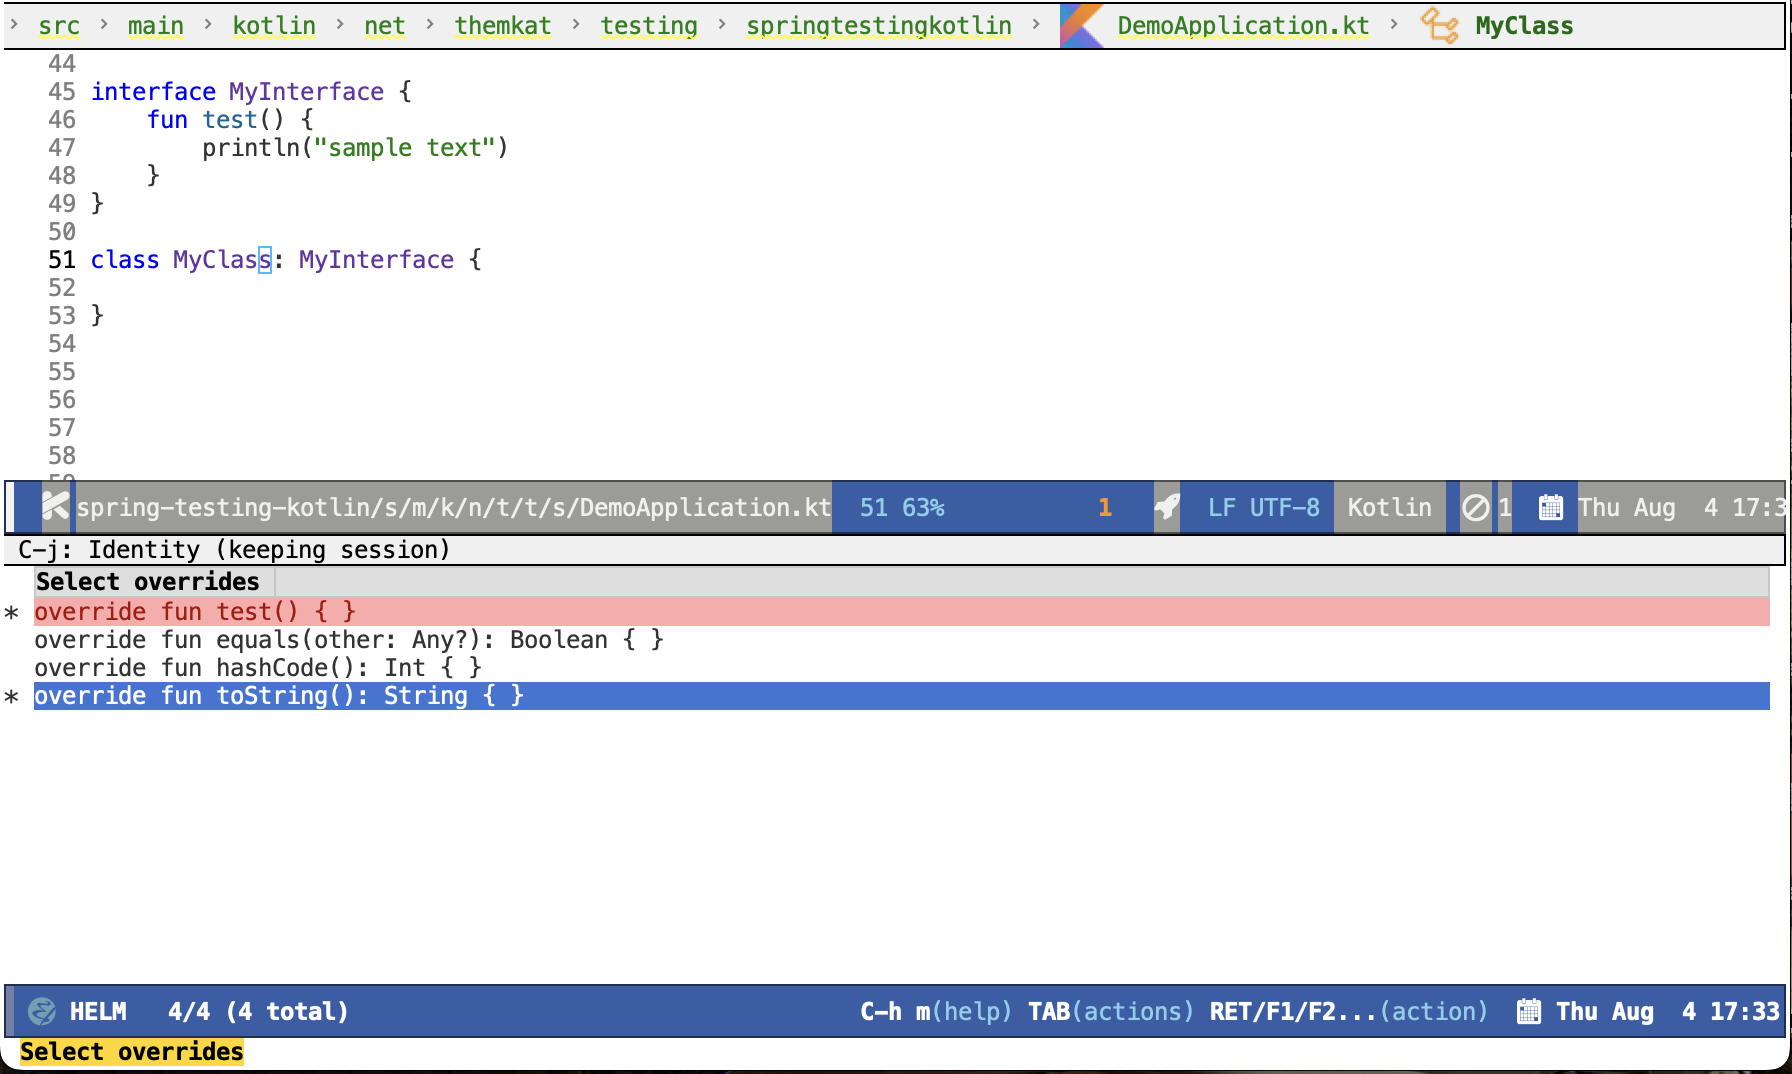 › src › main › kotlin › net › themkat › testing › springtestingkotlin › DemoApplication.kt › MyClass
44
45 interface MyInterface {
46     fun test() {
47         println("sample text")
48     }
49 }
50
51 class MyClass: MyInterface {
52
53 }
54
55
56
57
58
59
spring-testing-kotlin/s/m/k/n/t/t/s/DemoApplication.kt 51 63% 1 LF UTF-8 Kotlin 1 Thu Aug  4 17:3
C-j: Identity (keeping session)
Select overrides
* override fun test() { }
override fun equals(other: Any?): Boolean { }
override fun hashCode(): Int { }
* override fun toString(): String { }
HELM 4/4 (4 total) C-h m(help) TAB(actions) RET/F1/F2...(action) Thu Aug  4 17:33
Select overrides